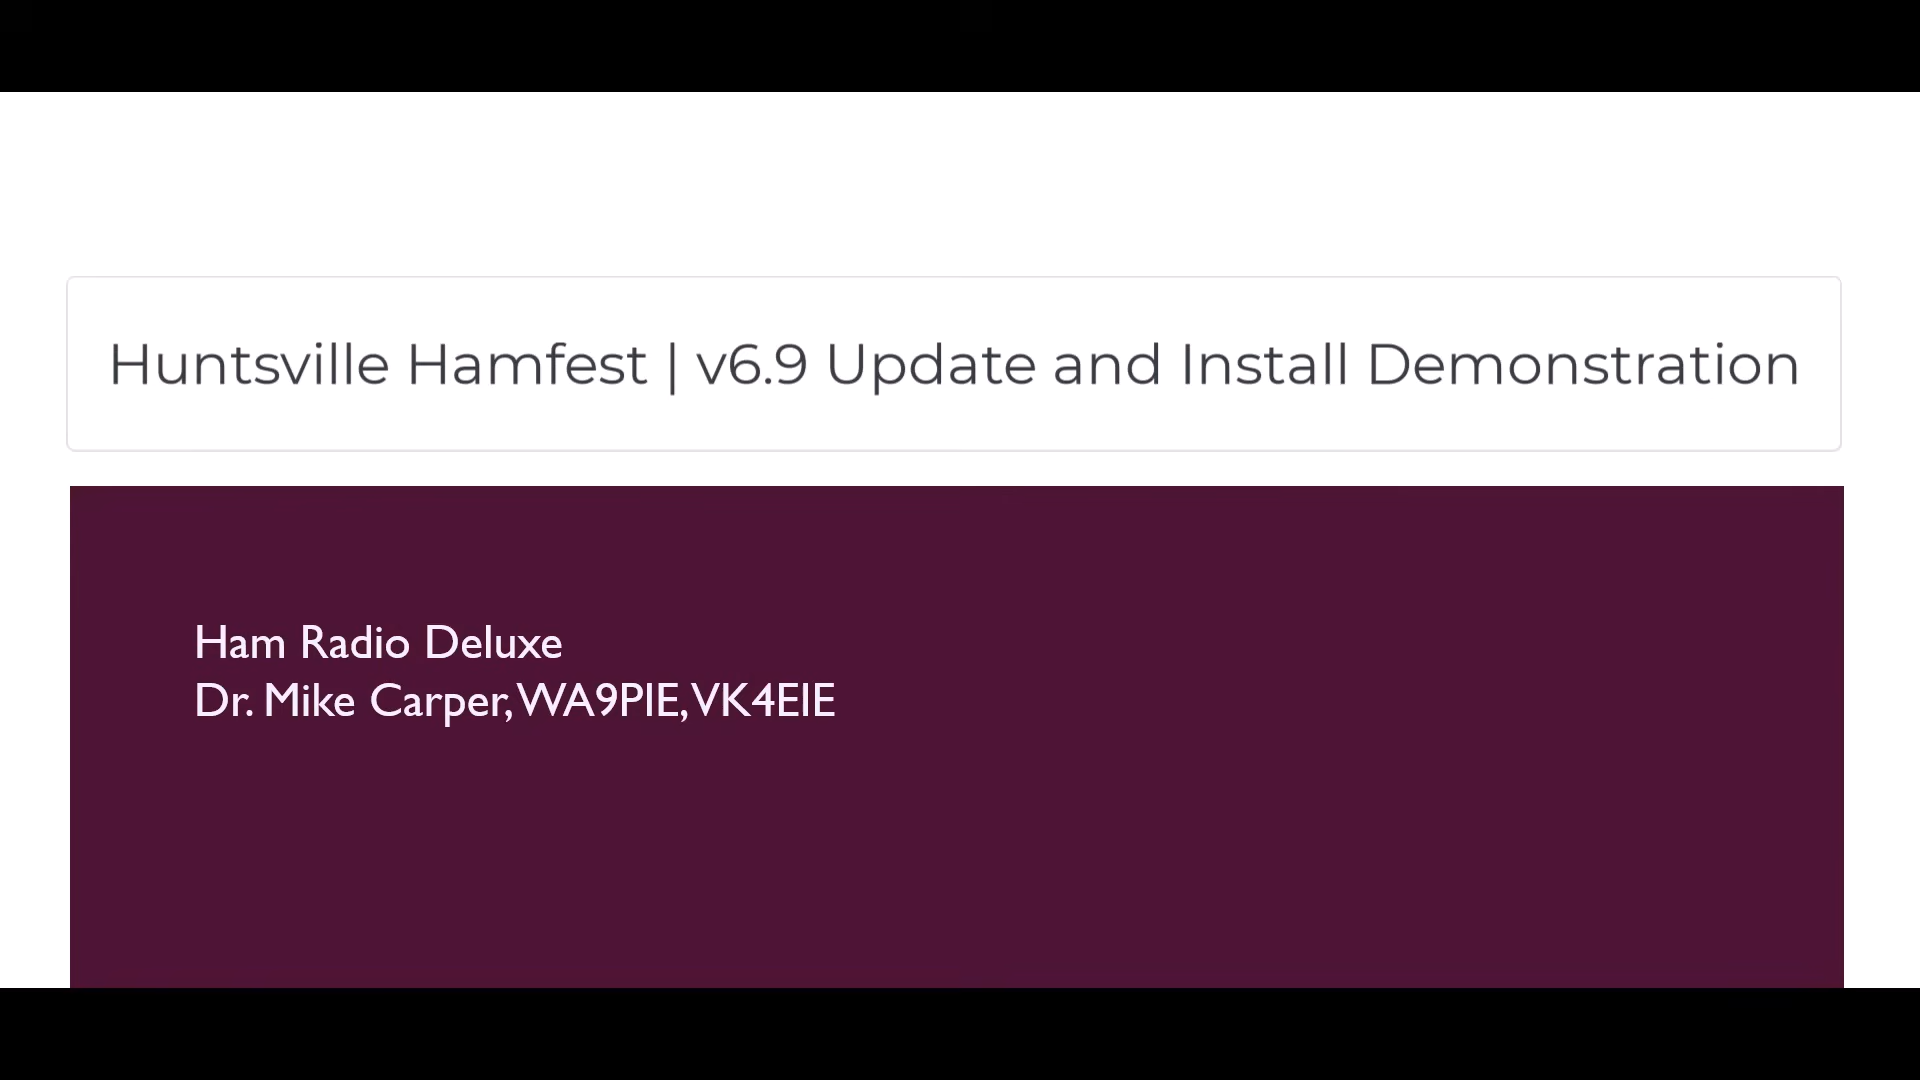 Huntsville Hamfest | v6.9 Update and Install Demonstration
Ham Radio Deluxe
Dr. Mike Carper, WA9PIE, VK4EIE